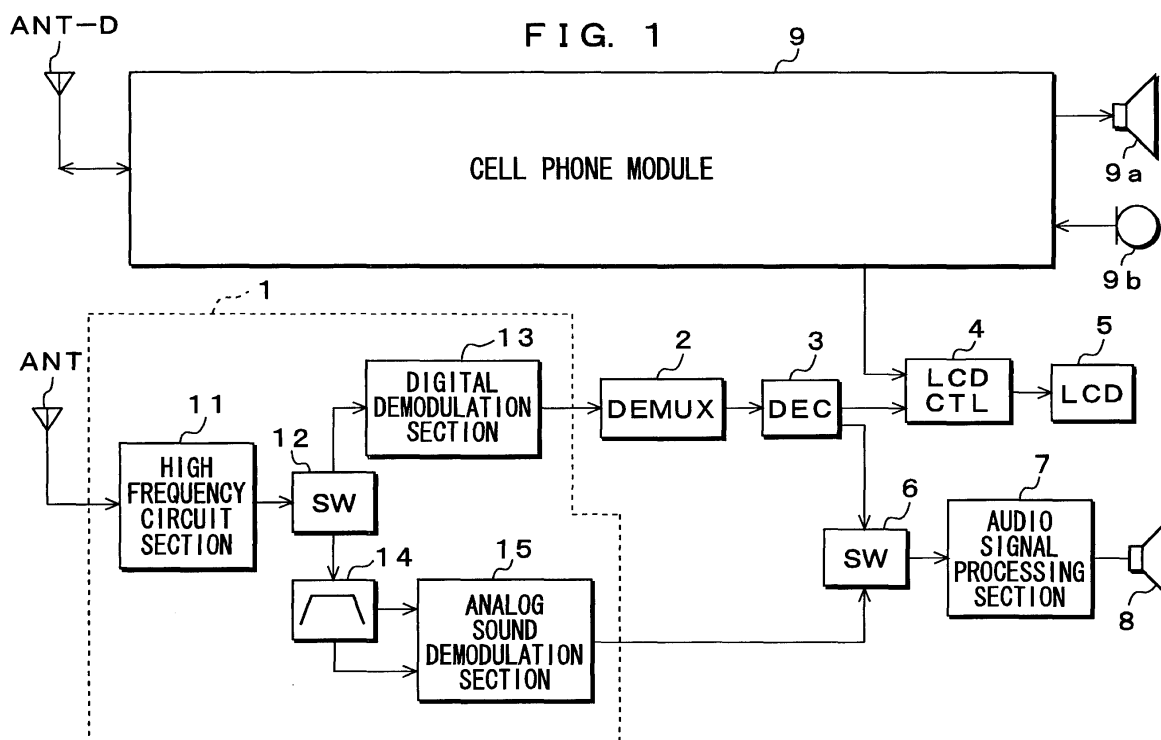 FIG. 1
ANT-D
9
CELL PHONE MODULE
9a
9b
1
ANT
11
HIGH
FREQUENCY
CIRCUIT
SECTION
12
SW
13
DIGITAL
DEMODULATION
SECTION
14
15
ANALOG
SOUND
DEMODULATION
SECTION
2
DEMUX
3
DEC
4
LCD
CTL
5
LCD
6
SW
7
AUDIO
SIGNAL
PROCESSING
SECTION
8